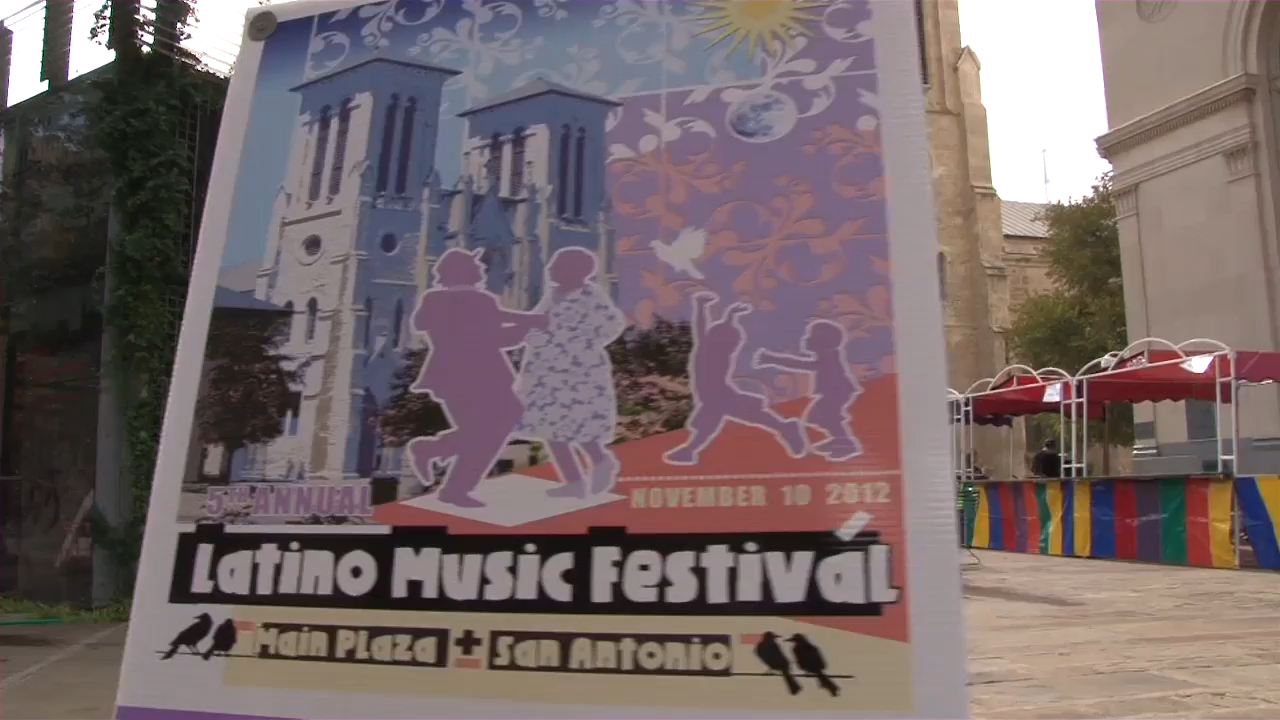 5TH ANNUAL
NOVEMBER 10 2012
Latino Music Festivál
Main Plaza + San Antonio